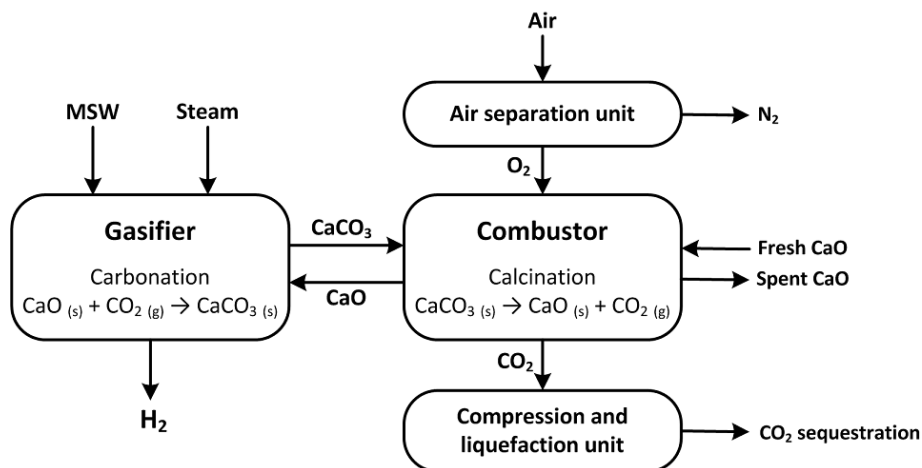 Air
MSW
Steam
Air separation unit
N₂
O₂
Gasifier
Carbonation
CaO (s) + CO₂ (g) → CaCO₃ (s)
CaCO₃
CaO
Combustor
Calcination
CaCO₃ (s) → CaO (s) + CO₂ (g)
Fresh CaO
Spent CaO
H₂
CO₂
Compression and
liquefaction unit
CO₂ sequestration